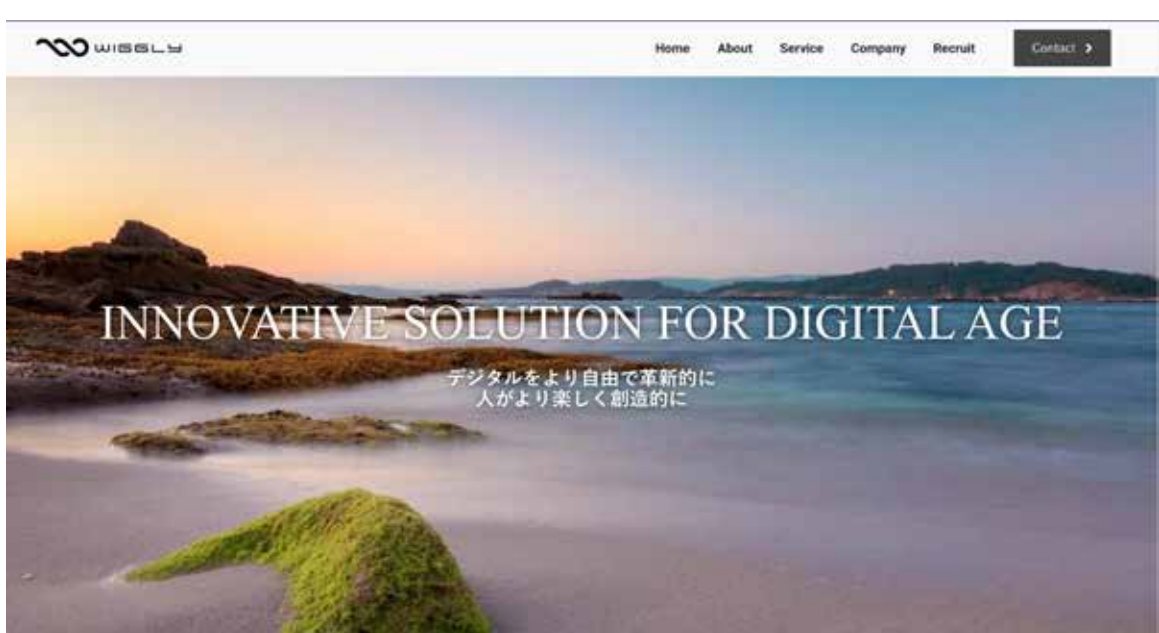 WIGGLY
Home About Service Company Recruit Contact
INNOVATIVE SOLUTION FOR DIGITAL AGE
デジタルをより自由で革新的に
人がより楽しく創造的に